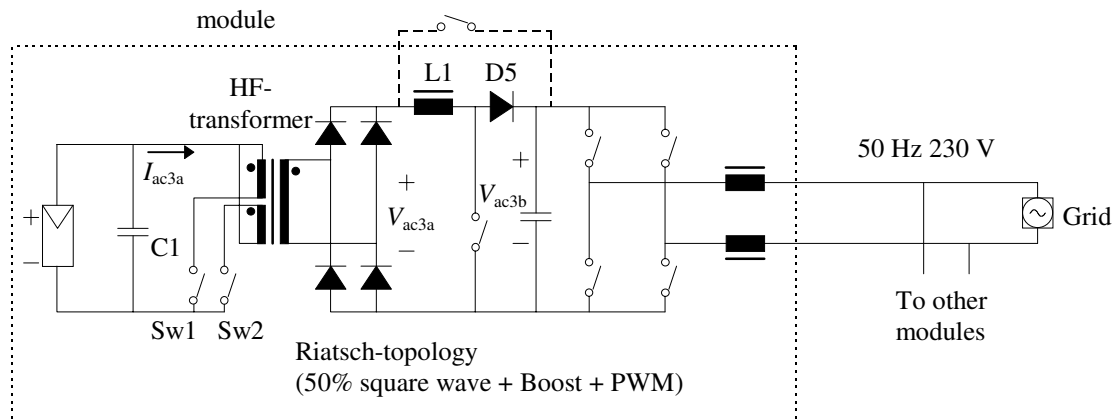 module
L1
D5
HF-
transformer
50 Hz 230 V
I_ac3a
+
V_ac3a
−
+
V_ac3b
−
+
−
C1
Grid
Sw1
Sw2
To other
modules
Riatsch-topology
(50% square wave + Boost + PWM)